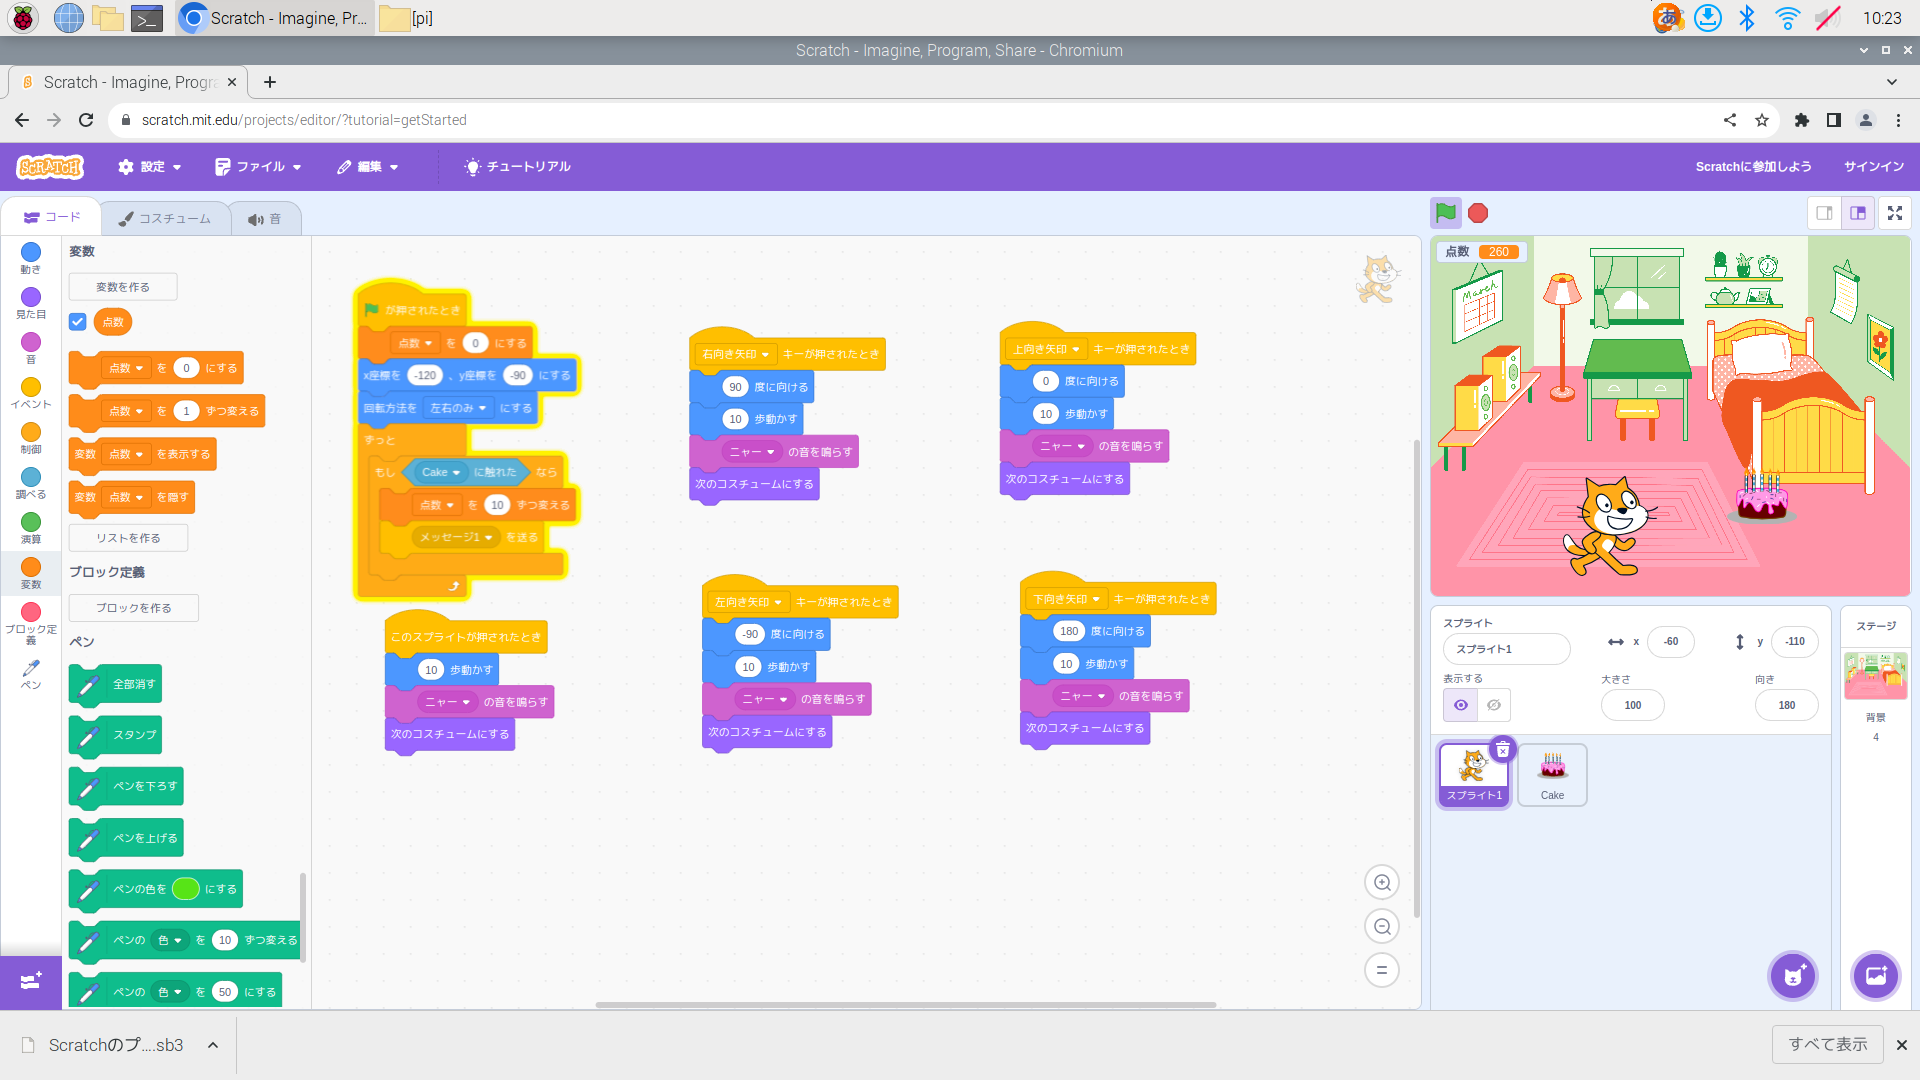 Scratch - Imagine, Pr...
[pi]
あ
10:23
Scratch - Imagine, Program, Share - Chromium
Scratch - Imagine, Progra
scratch.mit.edu/projects/editor/?tutorial=getStarted
SCRATCH
設定
ファイル
編集
チュートリアル
Scratchに参加しよう
サインイン
コード
コスチューム
音
動き
見た目
音
イベント
制御
調べる
演算
変数
ブロック定義
ペン
変数
変数を作る
点数
点数 を 0 にする
点数 を 1 ずつ変える
変数 点数 を表示する
変数 点数 を隠す
リストを作る
ブロック定義
ブロックを作る
ペン
全部消す
スタンプ
ペンを下ろす
ペンを上げる
ペンの色を にする
ペンの 色 を 10 ずつ変える
ペンの 色 を 50 にする
が押されたとき
点数 を 0 にする
x座標を -120 、y座標を -90 にする
回転方法を 左右のみ にする
ずっと
もし Cake に触れた なら
点数 を 10 ずつ変える
メッセージ1 を送る
このスプライトが押されたとき
10 歩動かす
ニャー の音を鳴らす
次のコスチュームにする
右向き矢印 キーが押されたとき
90 度に向ける
10 歩動かす
ニャー の音を鳴らす
次のコスチュームにする
左向き矢印 キーが押されたとき
-90 度に向ける
10 歩動かす
ニャー の音を鳴らす
次のコスチュームにする
上向き矢印 キーが押されたとき
0 度に向ける
10 歩動かす
ニャー の音を鳴らす
次のコスチュームにする
下向き矢印 キーが押されたとき
180 度に向ける
10 歩動かす
ニャー の音を鳴らす
次のコスチュームにする
点数 260
March
スプライト
スプライト1
x -60
y -110
表示する
大きさ
100
向き
180
スプライト1
Cake
ステージ
背景
4
Scratchのプ....sb3
すべて表示